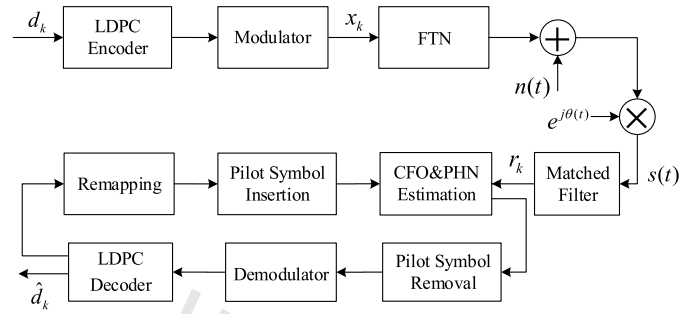 d_k
LDPC
Encoder
Modulator
x_k
FTN
n(t)
e^{jθ(t)}
s(t)
Matched
Filter
r_k
CFO&PHN
Estimation
Pilot Symbol
Insertion
Remapping
LDPC
Decoder
Demodulator
Pilot Symbol
Removal
d̂_k